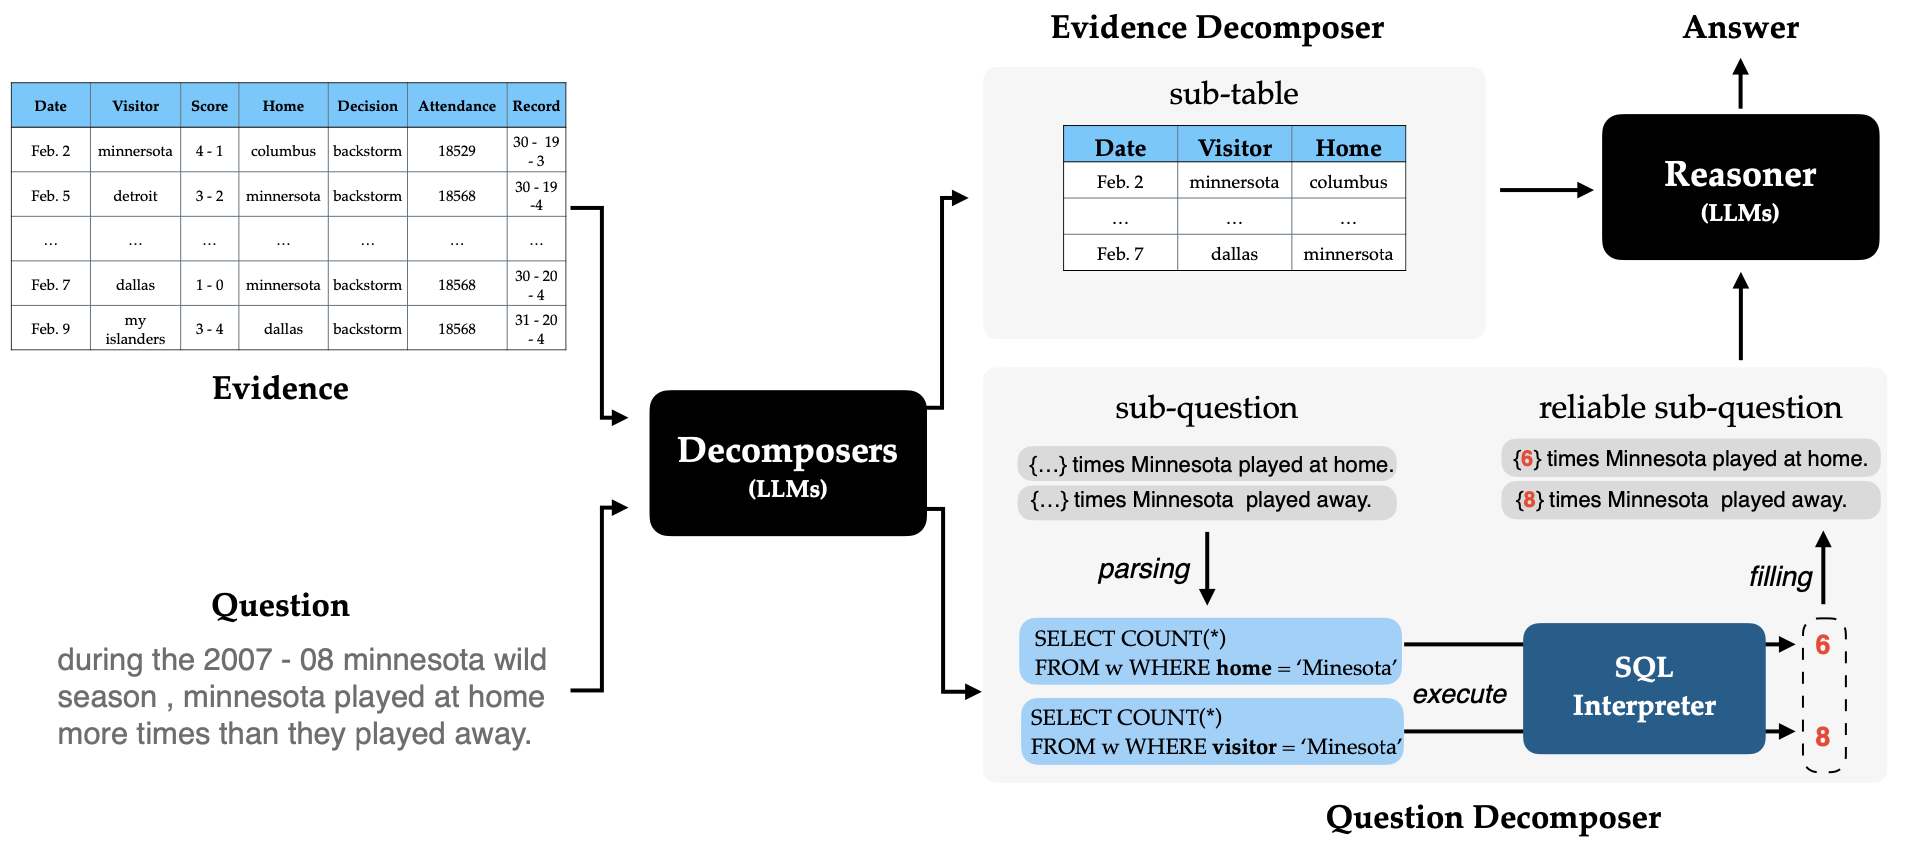 Evidence Decomposer
Answer
Date Visitor Score Home Decision Attendance Record
Feb. 2 minnersota 4 - 1 columbus backstorm 18529 30 - 19 - 3
Feb. 5 detroit 3 - 2 minnersota backstorm 18568 30 - 19 -4
... ... ... ... ... ... ...
Feb. 7 dallas 1 - 0 minnersota backstorm 18568 30 - 20 - 4
Feb. 9 my islanders 3 - 4 dallas backstorm 18568 31 - 20 - 4
Evidence
sub-table
Date Visitor Home
Feb. 2 minnersota columbus
... ... ...
Feb. 7 dallas minnersota
Reasoner
(LLMs)
Decomposers
(LLMs)
Question
during the 2007 - 08 minnesota wild
season , minnesota played at home
more times than they played away.
sub-question
{...} times Minnesota played at home.
{...} times Minnesota played away.
reliable sub-question
{6} times Minnesota played at home.
{8} times Minnesota played away.
parsing
filling
SELECT COUNT(*)
FROM w WHERE home = ‘Minesota’
SELECT COUNT(*)
FROM w WHERE visitor = ‘Minesota’
execute
SQL
Interpreter
6
8
Question Decomposer